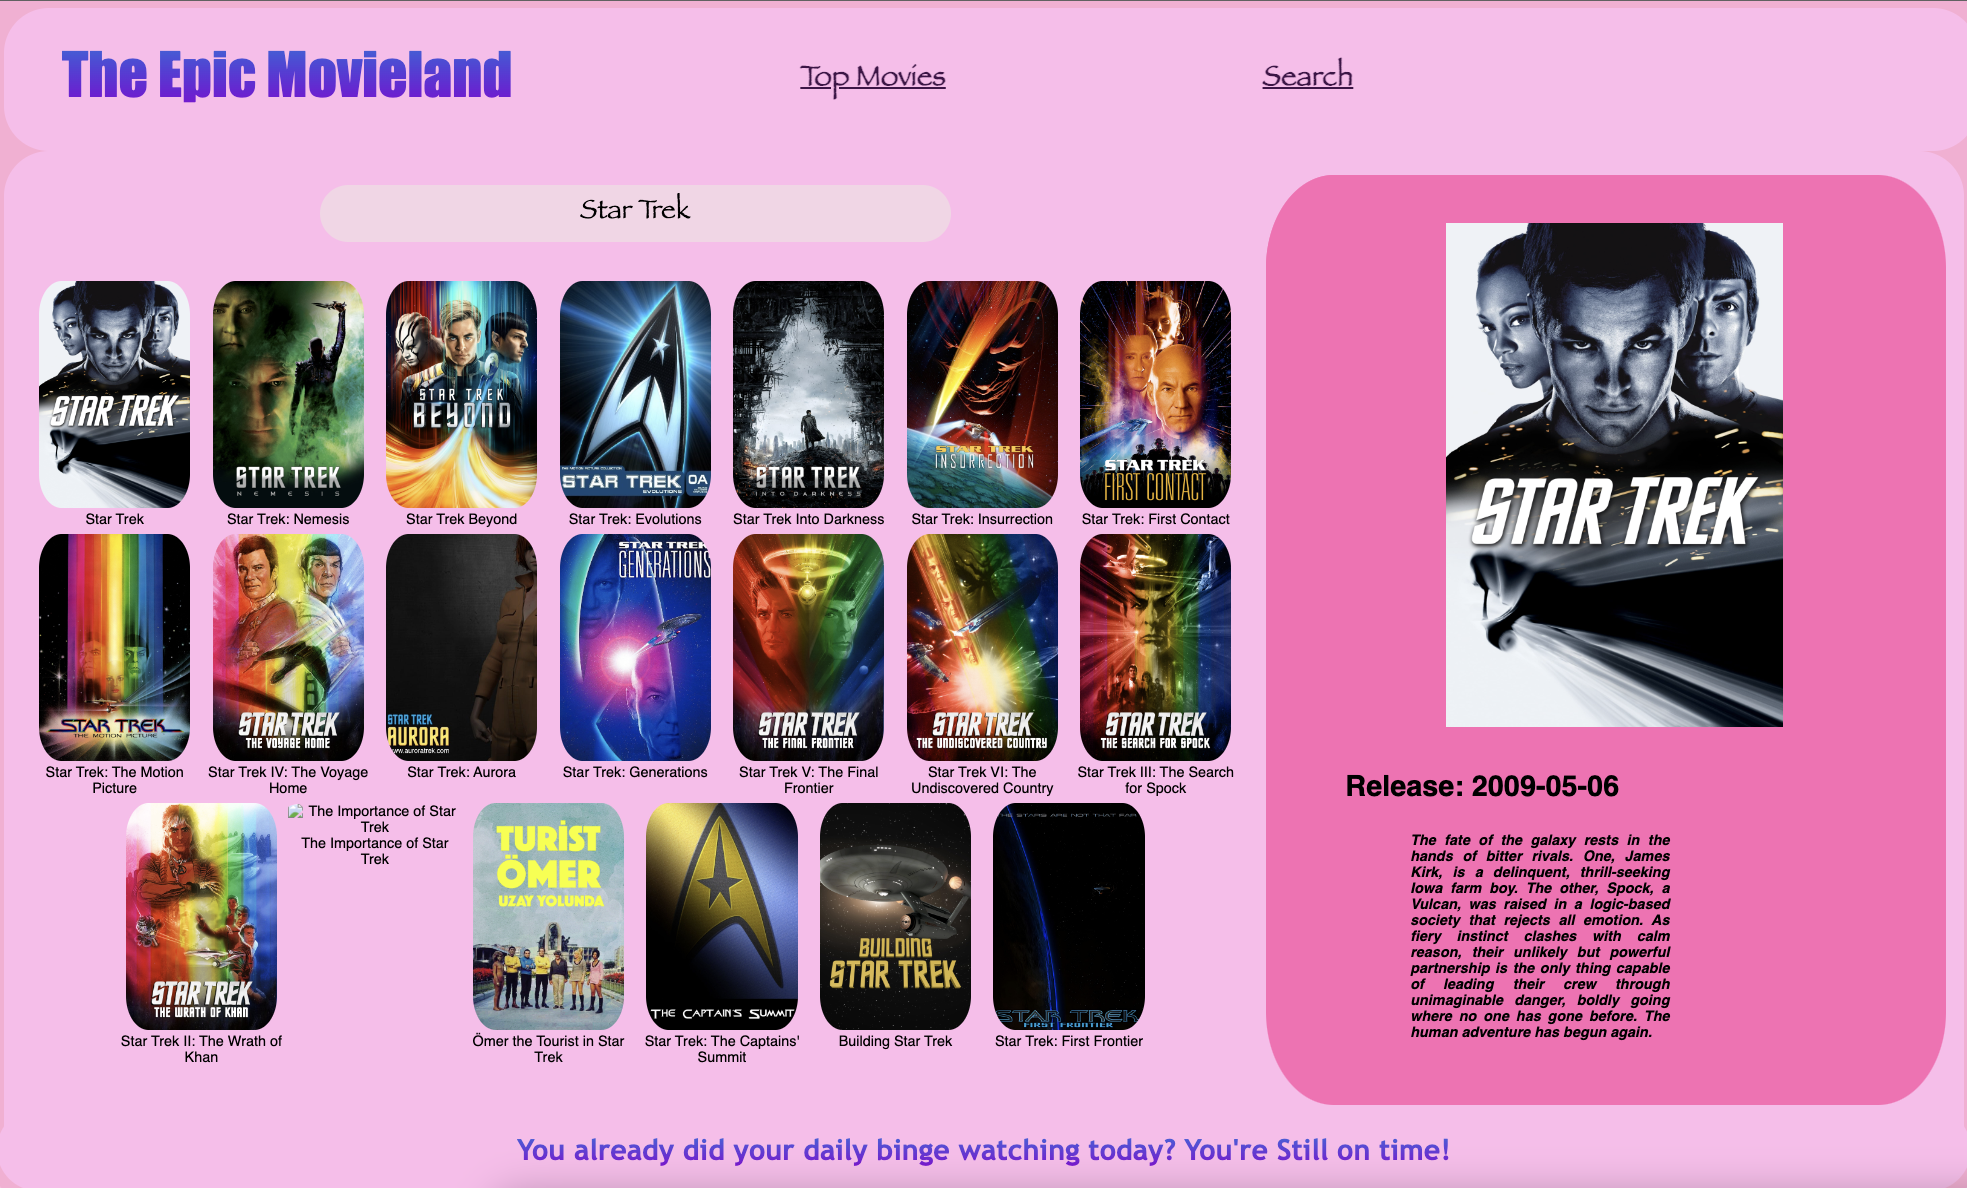 The Epic Movieland
Top Movies
Search
Star Trek
STAR TREK
STAR TREK
NEMESIS
STAR TREK
BEYOND
THE MOTION PICTURE COLLECTION
STAR TREK
EVOLUTIONS
0A
STAR TREK
INTO DARKNESS
STAR TREK
INSURRECTION
STAR TREK
FIRST CONTACT
Star Trek
Star Trek: Nemesis
Star Trek Beyond
Star Trek: Evolutions
Star Trek Into Darkness
Star Trek: Insurrection
Star Trek: First Contact
STAR TREK
THE MOTION PICTURE
STAR TREK
THE VOYAGE HOME
STAR TREK
AURORA
www.auroratrek.com
STAR TREK
GENERATIONS
STAR TREK
THE FINAL FRONTIER
STAR TREK
THE UNDISCOVERED COUNTRY
STAR TREK
THE SEARCH FOR SPOCK
Star Trek: The Motion
Picture
Star Trek IV: The Voyage
Home
Star Trek: Aurora
Star Trek: Generations
Star Trek V: The Final
Frontier
Star Trek VI: The
Undiscovered Country
Star Trek III: The Search
for Spock
STAR TREK
THE WRATH OF KHAN
The Importance of Star
Trek
The Importance of Star
Trek
TURİST
ÖMER
UZAY YOLUNDA
THE CAPTAINS SUMMIT
BUILDING
STAR TREK
THE STARS ARE NOT THAT FAR
STAR TREK
FIRST FRONTIER
Star Trek II: The Wrath of
Khan
Ömer the Tourist in Star
Trek
Star Trek: The Captains'
Summit
Building Star Trek
Star Trek: First Frontier
STAR TREK
Release: 2009-05-06
The fate of the galaxy rests in the
hands of bitter rivals. One, James
Kirk, is a delinquent, thrill-seeking
Iowa farm boy. The other, Spock, a
Vulcan, was raised in a logic-based
society that rejects all emotion. As
fiery instinct clashes with calm
reason, their unlikely but powerful
partnership is the only thing capable
of leading their crew through
unimaginable danger, boldly going
where no one has gone before. The
human adventure has begun again.
You already did your daily binge watching today? You're Still on time!